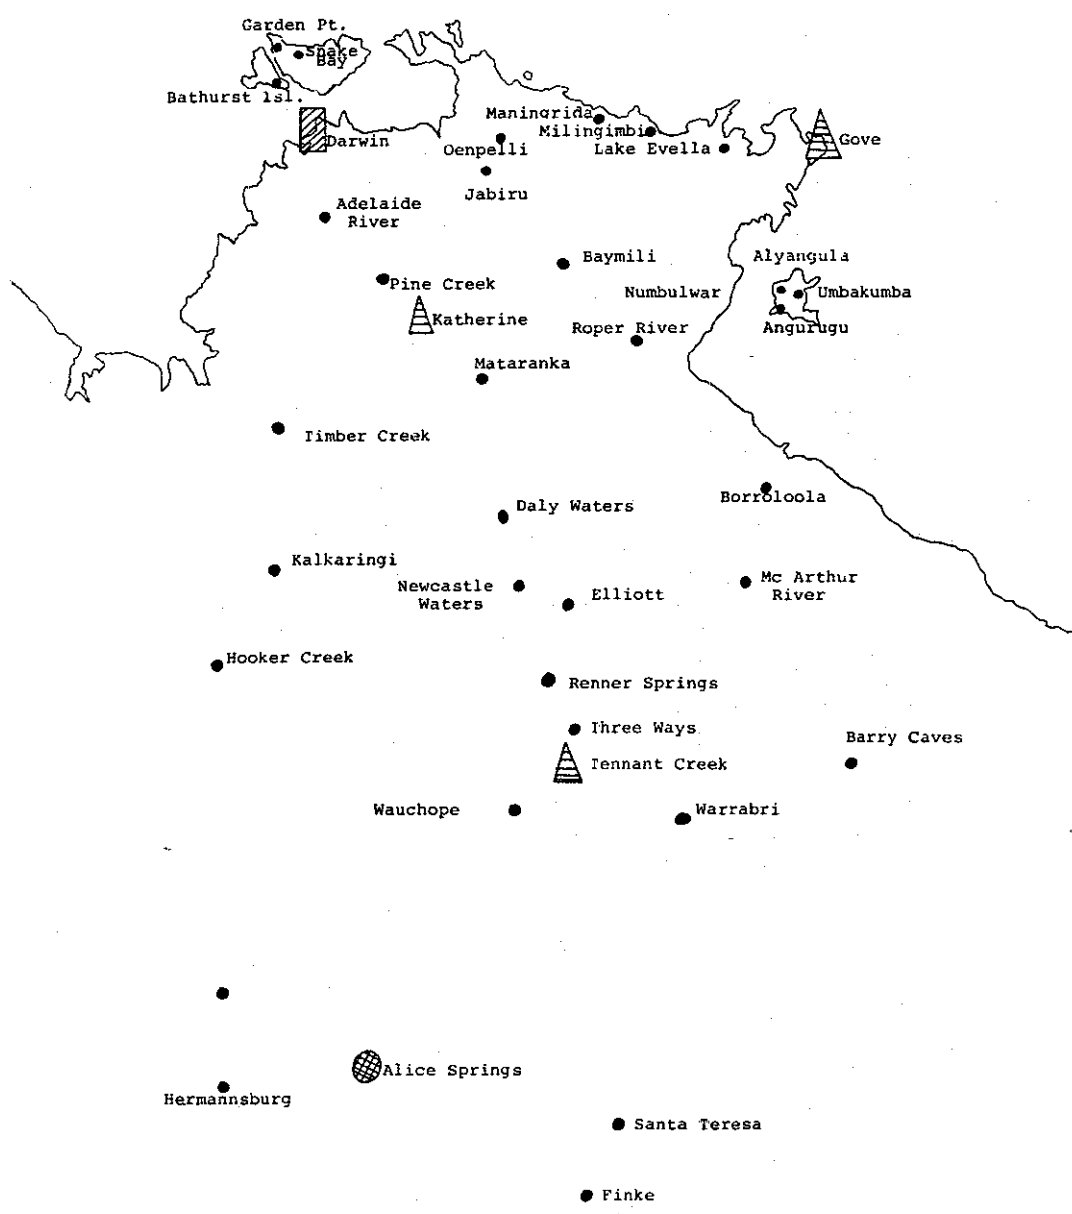 Garden Pt.
Snake
Bay
Bathurst Isl.
Maningrida
Milingimbi
Darwin
Oenpelli
Lake Evella
Gove
Jabiru
Adelaide
River
Baymili
Alyangula
Pine Creek
Numbulwar
Umbakumba
Katherine
Roper River
Angurugu
Mataranka
Timber Creek
Borroloola
Daly Waters
Kalkaringi
Newcastle
Waters
Elliott
Mc Arthur
River
Hooker Creek
Renner Springs
Three Ways
Barry Caves
Tennant Creek
Wauchope
Warrabri
Alice Springs
Hermannsburg
Santa Teresa
Finke